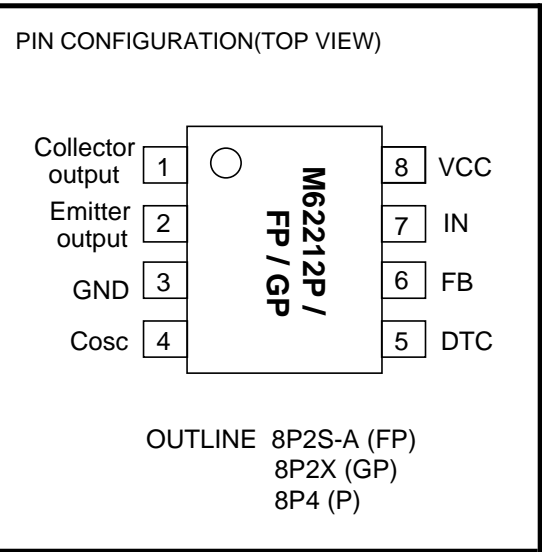 PIN CONFIGURATION(TOP VIEW)
Collector
output
1
8
VCC
Emitter
output
2
7
IN
GND
3
6
FB
Cosc
4
5
DTC
M62212P /
FP / GP
OUTLINE 8P2S-A (FP)
8P2X (GP)
8P4 (P)